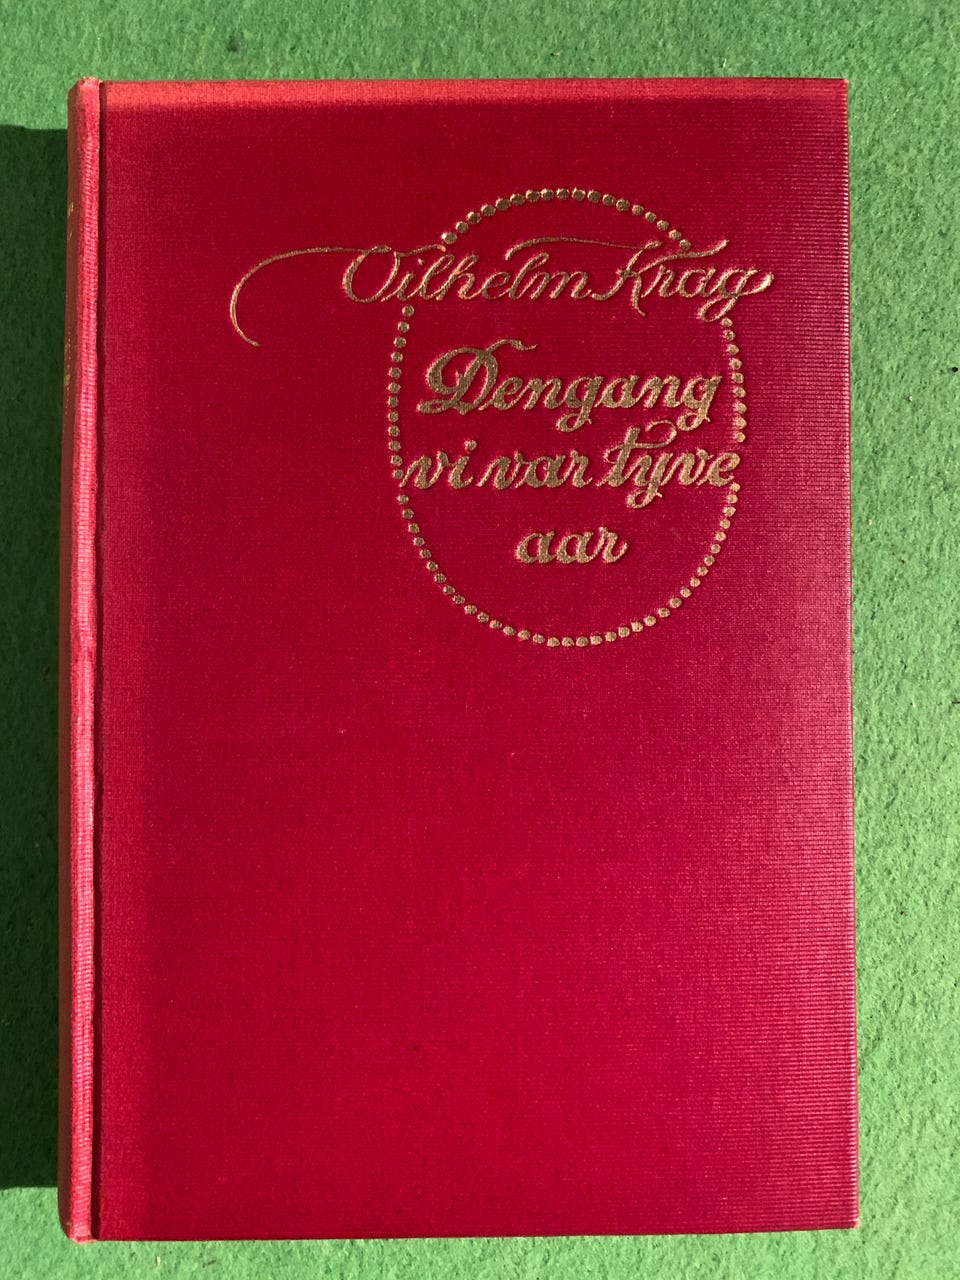 Vilhelm Krag
Dengang
vi var tyve
aar